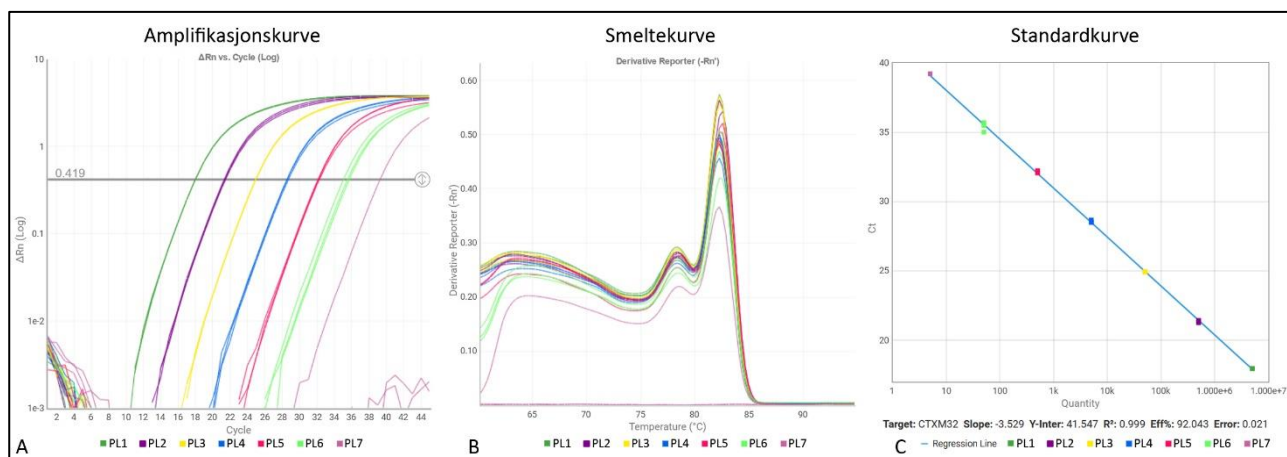 Amplifikasjonskurve
ΔRn vs. Cycle (Log)
10
1
0.1
1e-2
1e-3
0.419
ΔRn (Log)
2 4 6 8 10 12 14 16 18 20 22 24 26 28 30 32 34 36 38 40 42 44
Cycle
A
PL1 PL2 PL3 PL4 PL5 PL6 PL7
Smeltekurve
Derivative Reporter (-Rn')
0.60
0.50
0.40
0.30
0.20
0.10
Derivative Reporter (-Rn')
65 70 75 80 85 90
Temperature (°C)
B
PL1 PL2 PL3 PL4 PL5 PL6 PL7
Standardkurve
40
35
30
25
20
Ct
10 100 1k 10k 100k 1.000e+6 1.000e+7
Quantity
Target: CTXM32 Slope: -3.529 Y-Inter: 41.547 R²: 0.999 Eff%: 92.043 Error: 0.021
C
Regression Line PL1 PL2 PL3 PL4 PL5 PL6 PL7